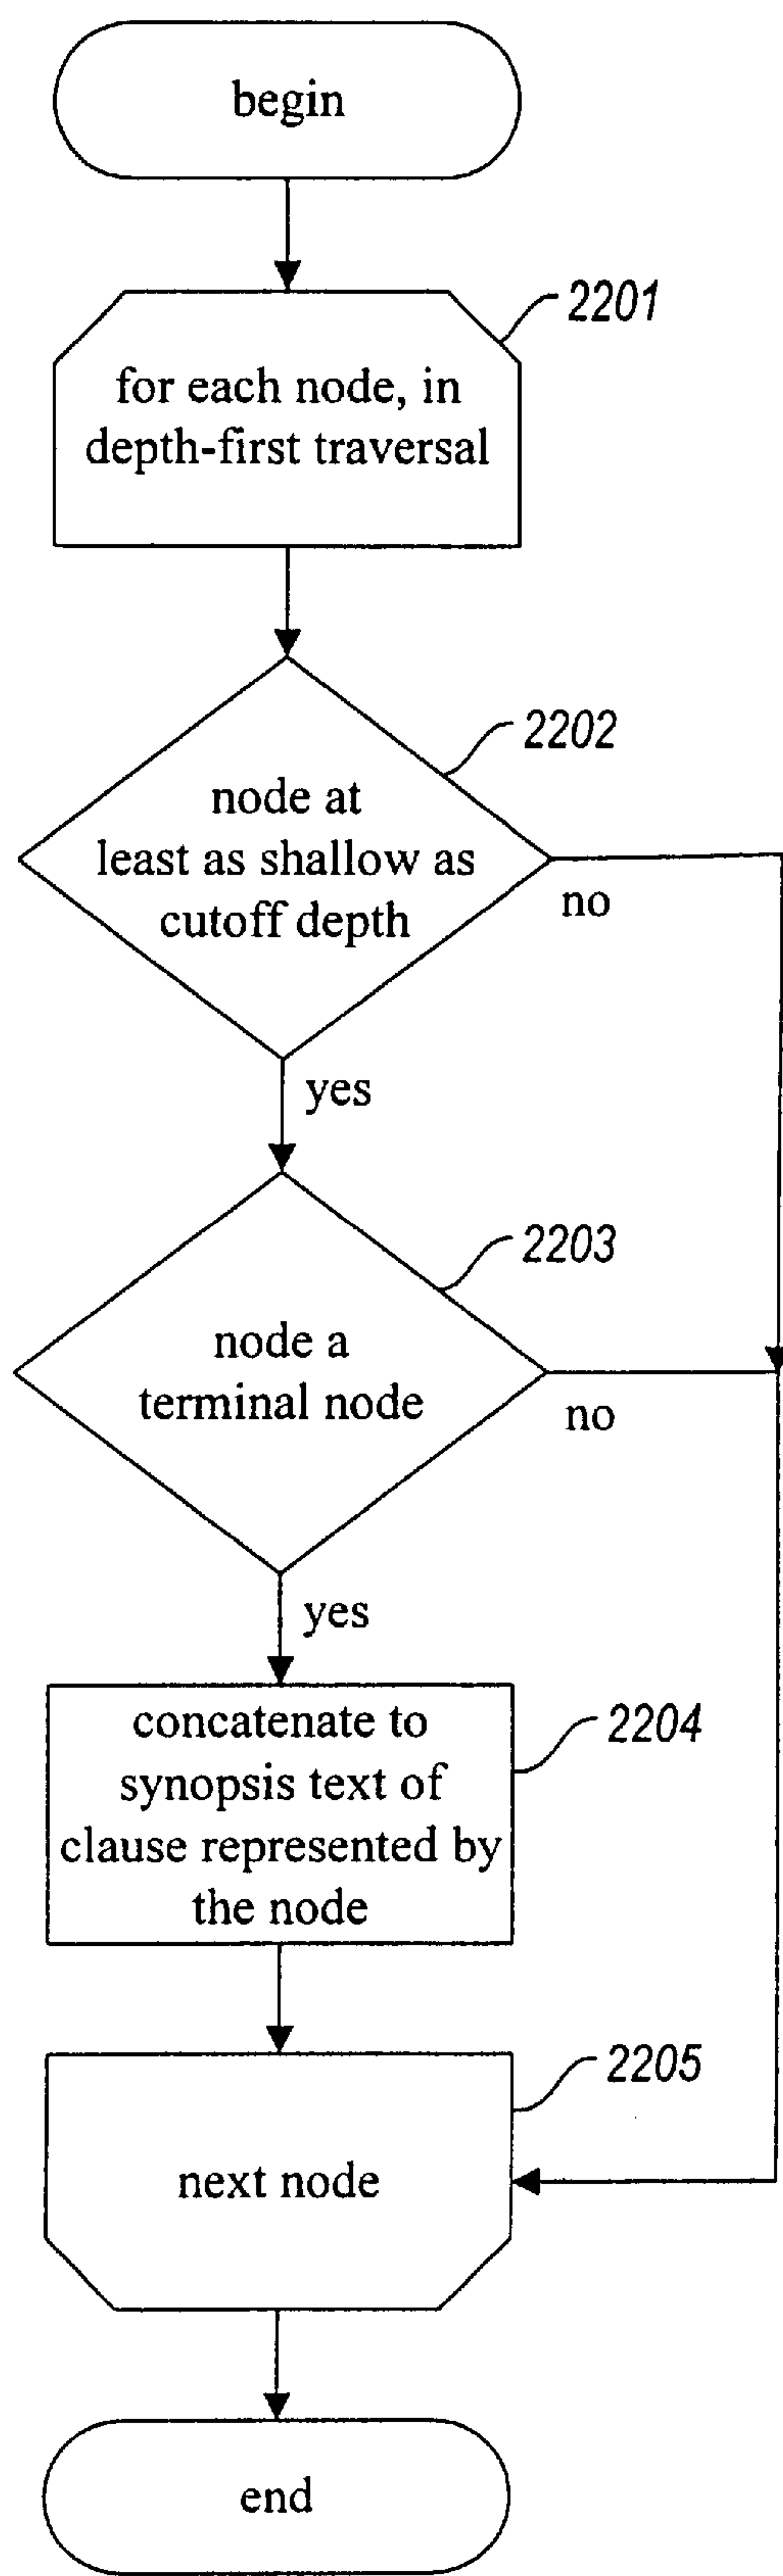 begin
2201
for each node, in
depth-first traversal
2202
node at
least as shallow as
cutoff depth
no
yes
2203
node a
terminal node
no
yes
concatenate to
2204
synopsis text of
clause represented by
the node
2205
next node
end